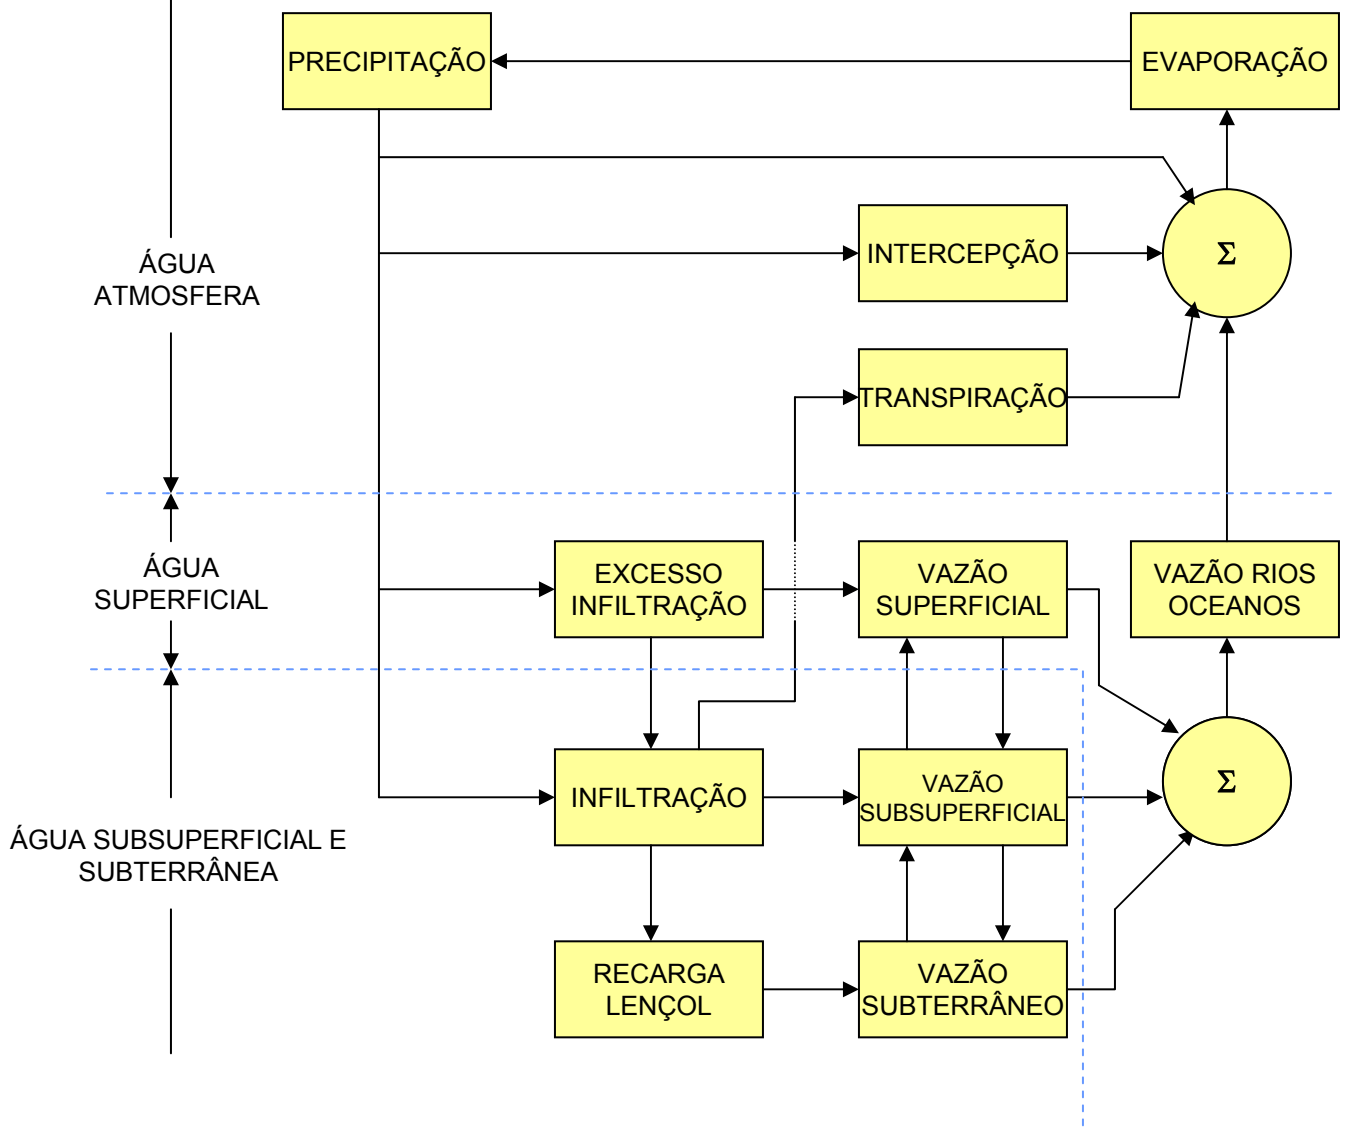 PRECIPITAÇÃO
EVAPORAÇÃO
ÁGUA
ATMOSFERA
INTERCEPÇÃO
Σ
TRANSPIRAÇÃO
ÁGUA
SUPERFICIAL
EXCESSO
INFILTRAÇÃO
VAZÃO
SUPERFICIAL
VAZÃO RIOS
OCEANOS
INFILTRAÇÃO
VAZÃO
SUBSUPERFICIAL
Σ
ÁGUA SUBSUPERFICIAL E
SUBTERRÂNEA
RECARGA
LENÇOL
VAZÃO
SUBTERRÂNEO